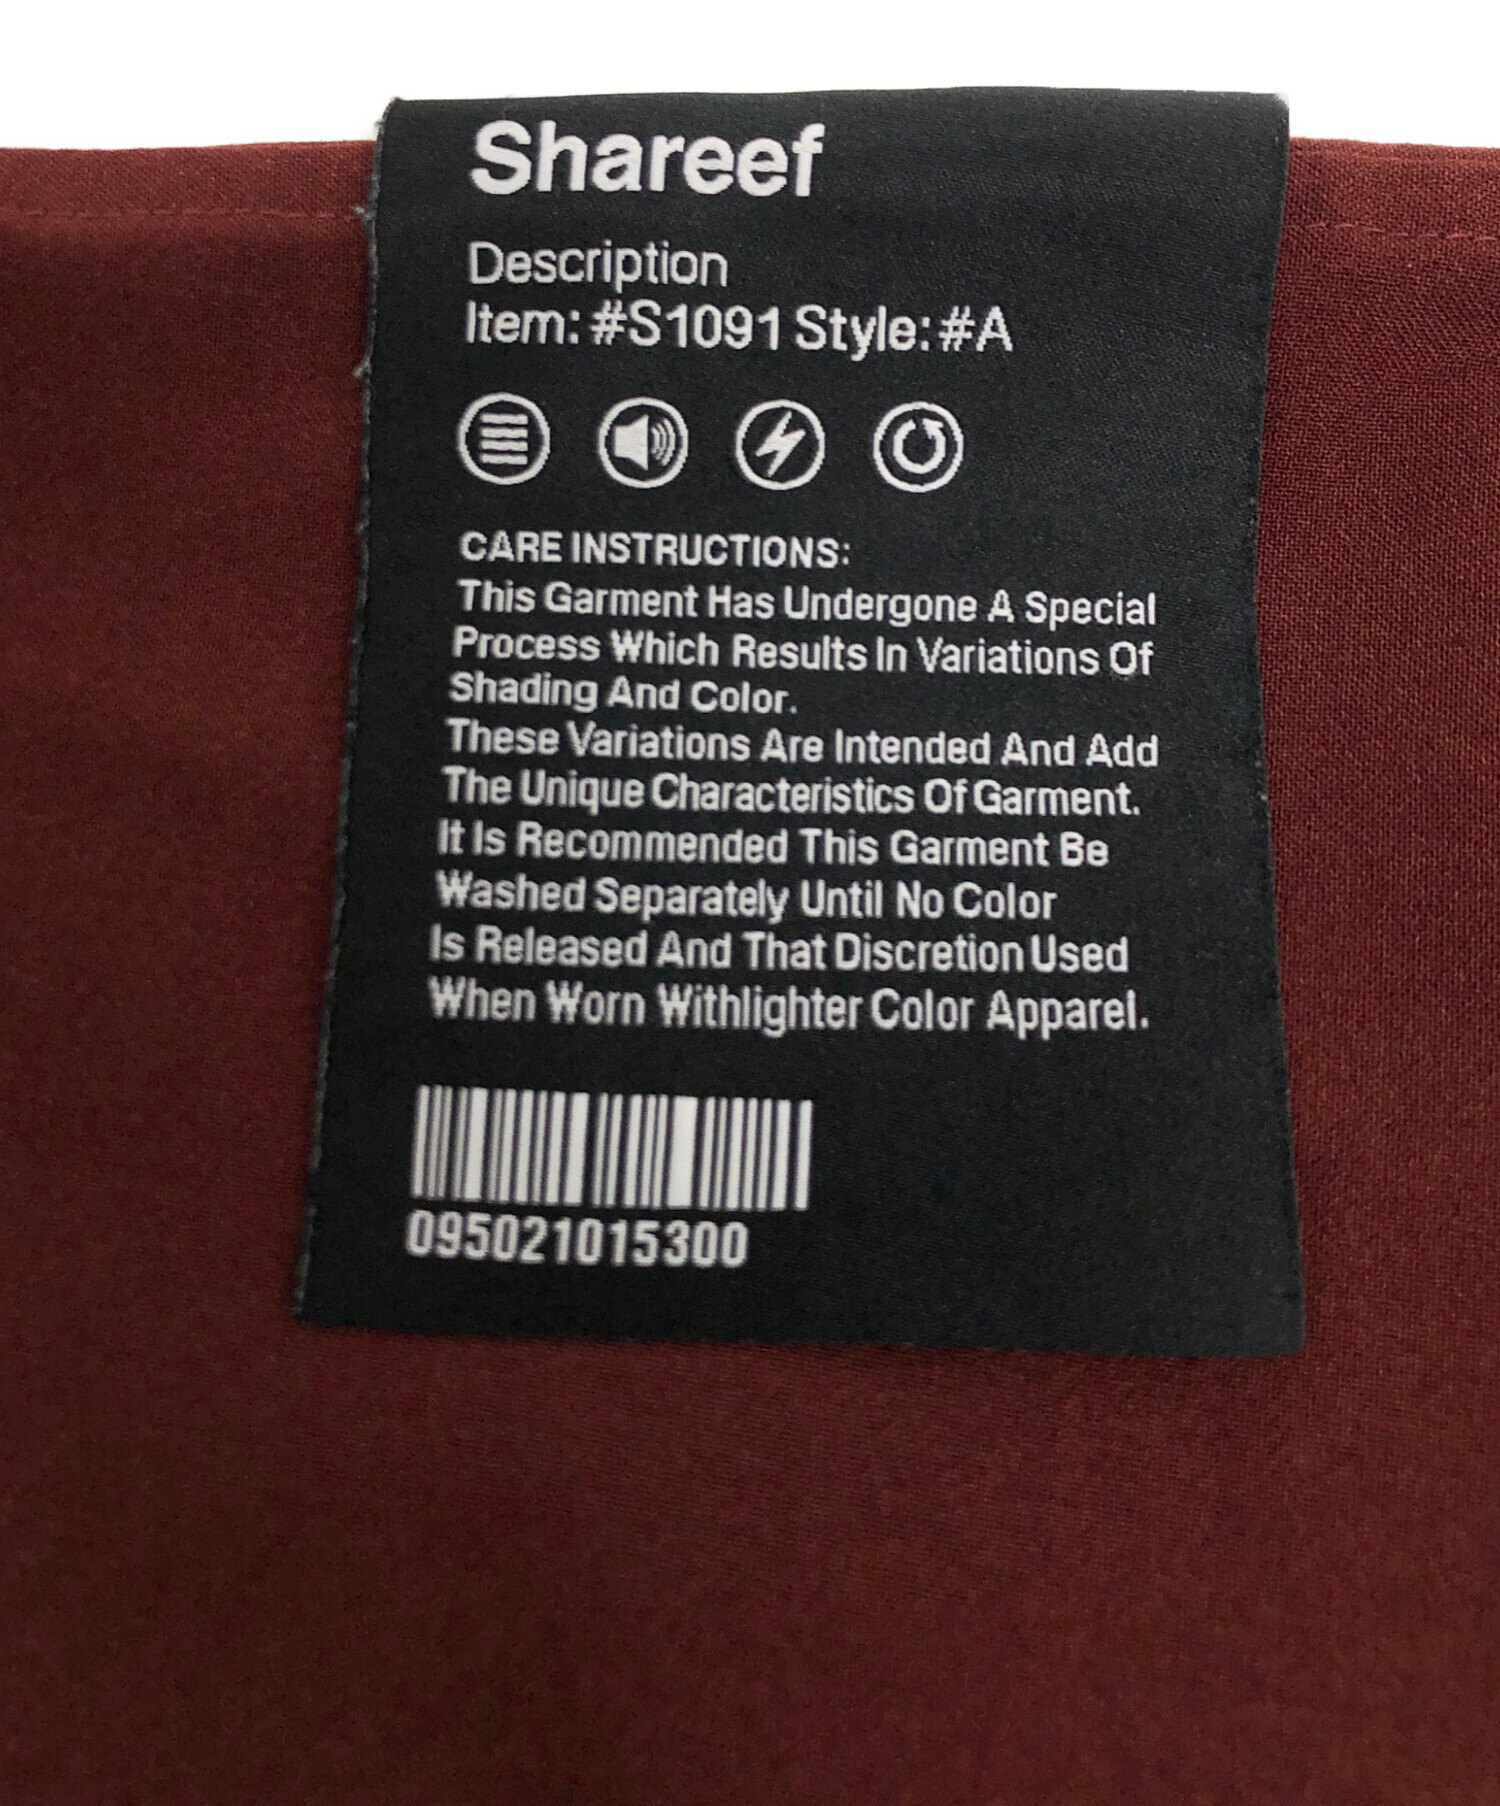 Shareef
Description
Item: #S1091 Style: #A
CARE INSTRUCTIONS:
This Garment Has Undergone A Special
Process Which Results In Variations Of
Shading And Color.
These Variations Are Intended And Add
The Unique Characteristics Of Garment.
It Is Recommended This Garment Be
Washed Separately Until No Color
Is Released And That Discretion Used
When Worn Withlighter Color Apparel.
095021015300